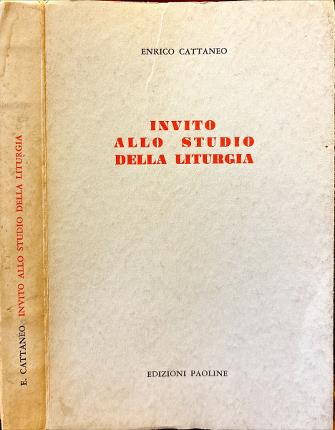 E. CATTANEO INVITO ALLO STUDIO DELLA LITURGIA
ENRICO CATTANEO
INVITO
ALLO STUDIO
DELLA LITURGIA
EDIZIONI PAOLINE